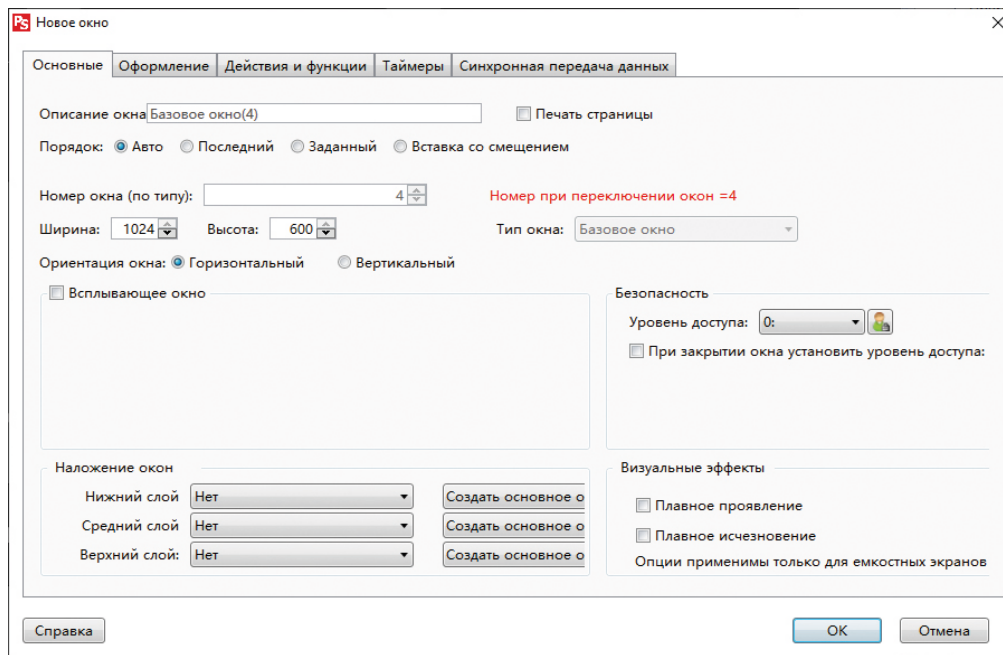 PS Новое окно
Основные Оформление Действия и функции Таймеры Синхронная передача данных
Описание окна Базовое окно(4) Печать страницы
Порядок: Авто Последний Заданный Вставка со смещением
Номер окна (по типу): 4 Номер при переключении окон =4
Ширина: 1024 Высота: 600 Тип окна: Базовое окно
Ориентация окна: Горизонтальный Вертикальный
Всплывающее окно Безопасность
Уровень доступа: 0:
При закрытии окна установить уровень доступа:
Наложение окон Визуальные эффекты
Нижний слой Нет Создать основное о
Плавное проявление
Средний слой Нет Создать основное о
Плавное исчезновение
Верхний слой: Нет Создать основное о
Опции применимы только для емкостных экранов
Справка OK Отмена